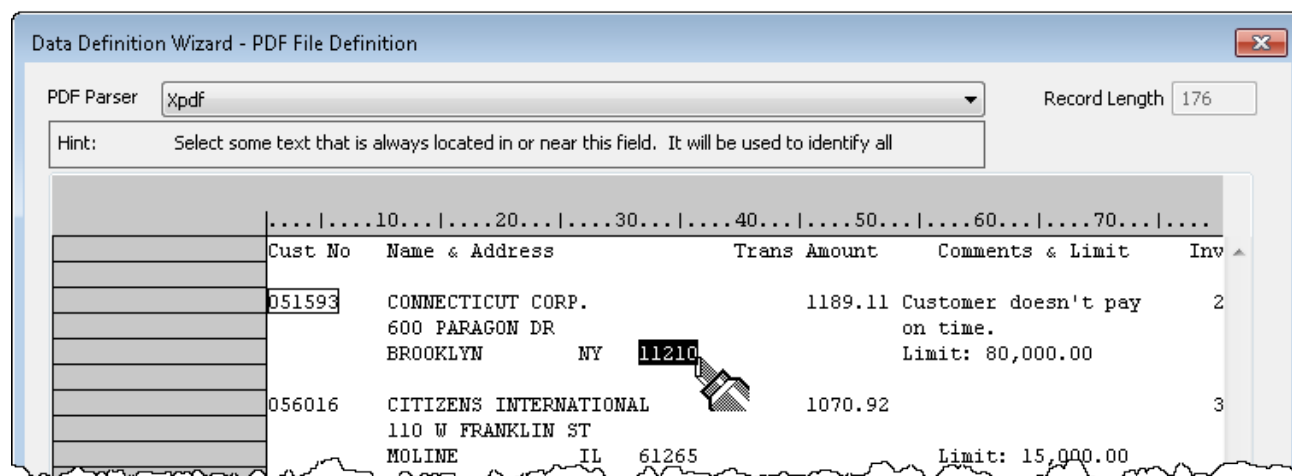 Data Definition Wizard - PDF File Definition
PDF Parser Xpdf Record Length 176
Hint: Select some text that is always located in or near this field. It will be used to identify all
|....|....10...|....20...|....30...|....40...|....50...|....60...|....70...|....
Cust No Name & Address Trans Amount Comments & Limit Inv
051593 CONNECTICUT CORP. 1189.11 Customer doesn't pay 2
600 PARAGON DR on time.
BROOKLYN NY 11210 Limit: 80,000.00
056016 CITIZENS INTERNATIONAL 1070.92 3
110 W FRANKLIN ST
MOLINE IL 61265 Limit: 15,000.00